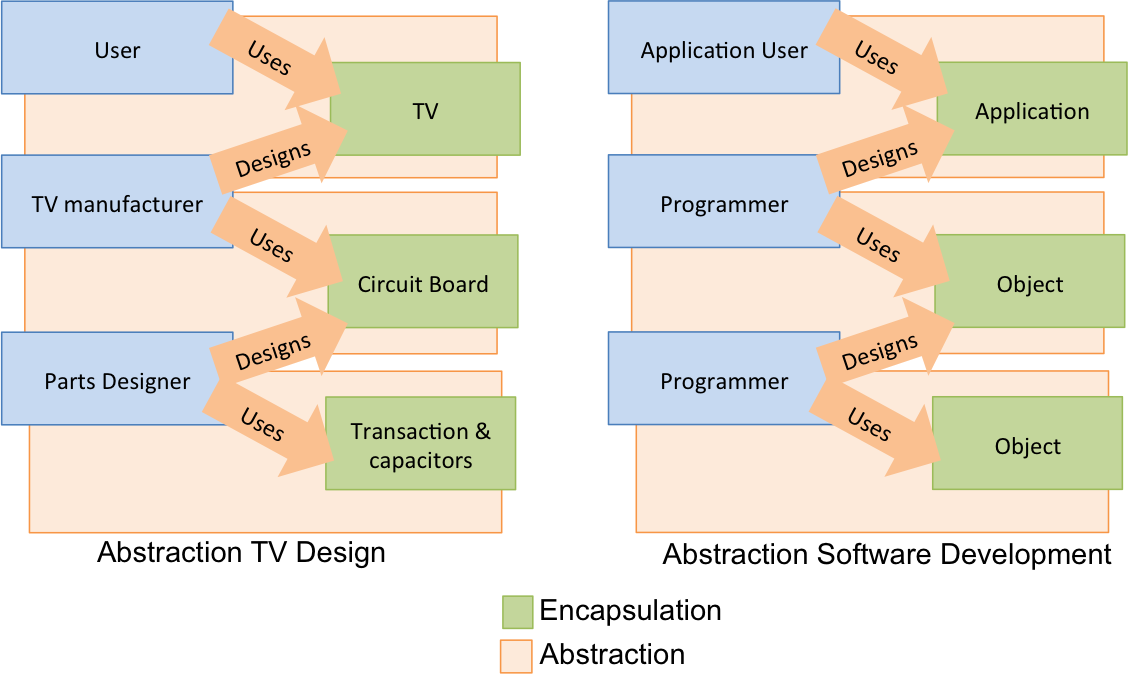 User
Uses
TV
Designs
TV manufacturer
Uses
Circuit Board
Designs
Parts Designer
Uses
Transaction &
capacitors
Abstraction TV Design
Application User
Uses
Application
Designs
Programmer
Uses
Object
Designs
Programmer
Uses
Object
Abstraction Software Development
Encapsulation
Abstraction